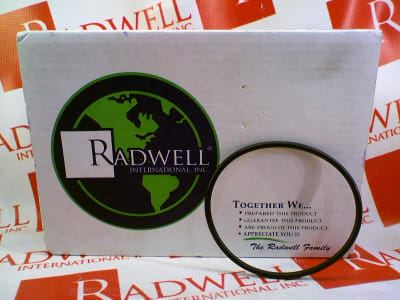 RADWELL®
INTERNATIONAL, INC.
TOGETHER WE...
• PREPARED THIS PRODUCT
• GUARANTEE THIS PRODUCT
• ARE PROUD OF THIS PRODUCT
• APPRECIATE YOU!!!
The Radwell Family